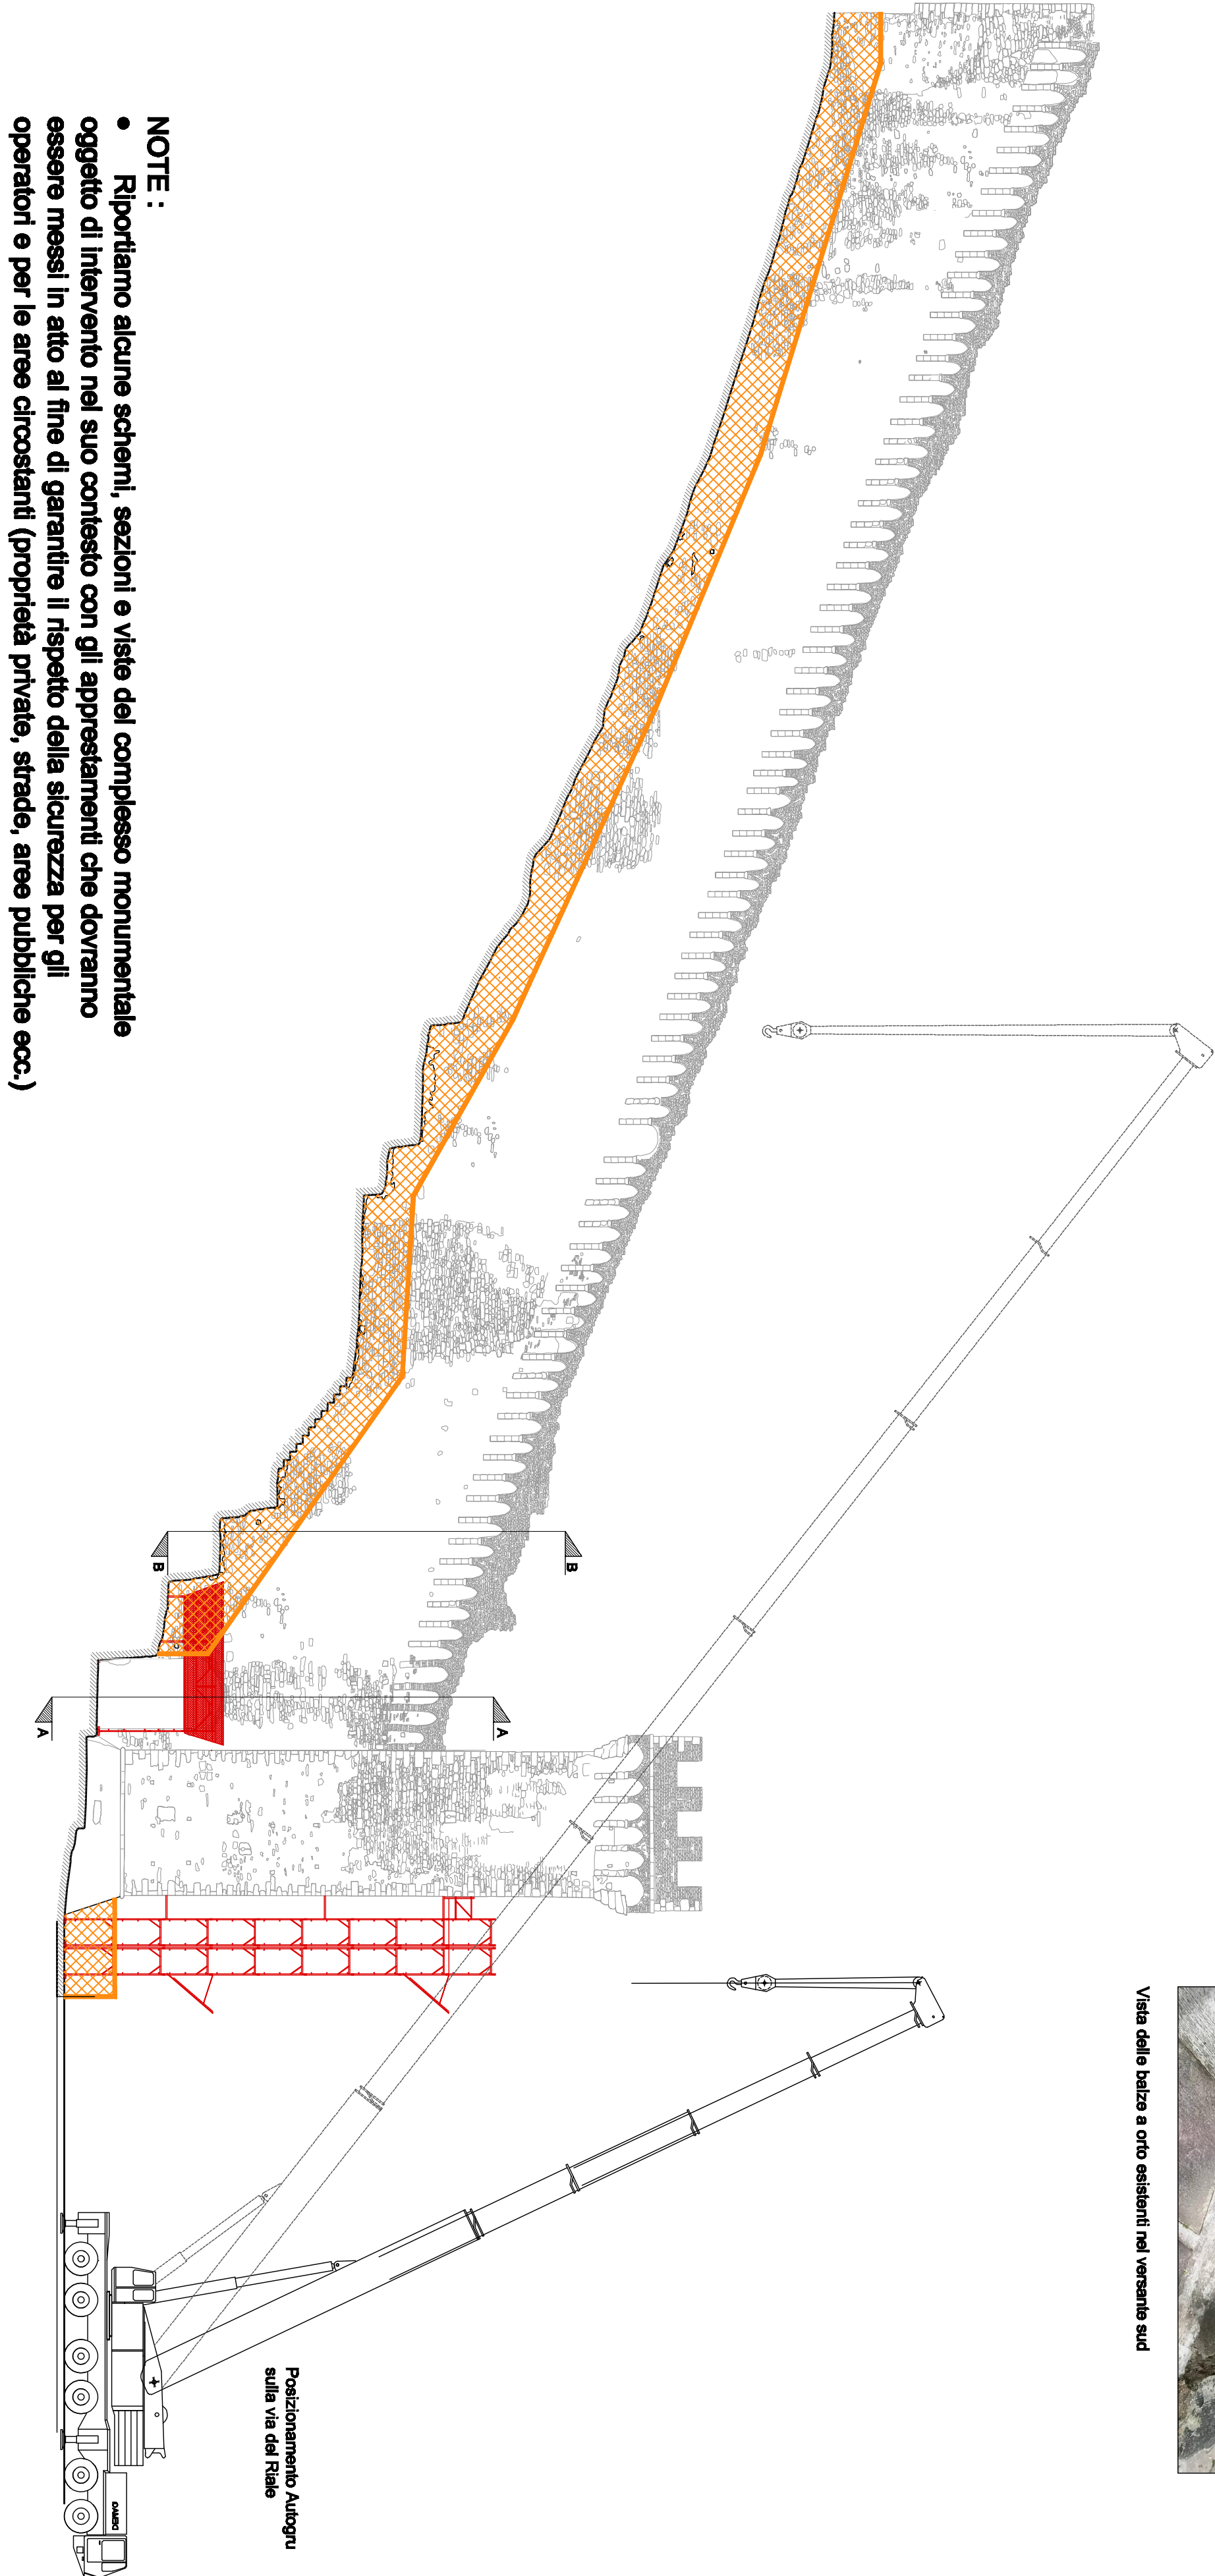 Vista delle balze a orto esistenti nel versante sud
NOTE :
● Riportiamo alcune schemi, sezioni e viste del complesso monumentale
oggetto di intervento nel suo contesto con gli apprestamenti che dovranno
essere messi in atto al fine di garantire il rispetto della sicurezza per gli
operatori e per le aree circostanti (proprietà private, strade, aree pubbliche ecc.)
B
B
A
A
Posizionamento Autogru
sulla via del Riale